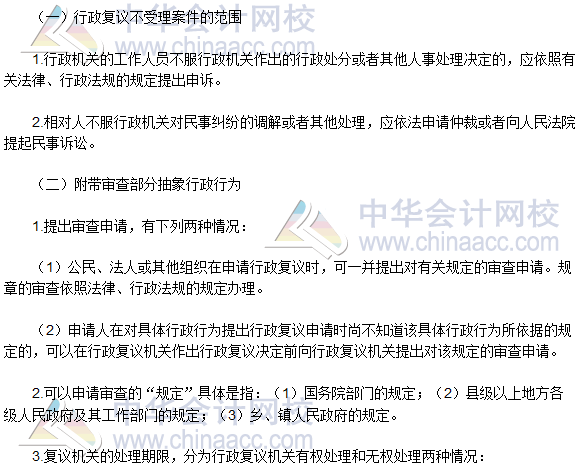 （一）行政复议不受理案件的范围
1.行政机关的工作人员不服行政机关作出的行政处分或者其他人事处理决定的，应依照有
关法律、行政法规的规定提出申诉。
2.相对人不服行政机关对民事纠纷的调解或者其他处理，应依法申请仲裁或者向人民法院
提起民事诉讼。
（二）附带审查部分抽象行政行为
1.提出审查申请，有下列两种情况：
（1）公民、法人或其他组织在申请行政复议时，可一并提出对有关规定的审查申请。规
章的审查依照法律、行政法规的规定办理。
（2）申请人在对具体行政行为提出行政复议申请时尚不知道该具体行政行为所依据的规
定的，可以在行政复议机关作出行政复议决定前向行政复议机关提出对该规定的审查申请。
2.可以申请审查的“规定”具体是指：（1）国务院部门的规定；（2）县级以上地方各
级人民政府及其工作部门的规定；（3）乡、镇人民政府的规定。
3.复议机关的处理期限，分为行政复议机关有权处理和无权处理两种情况：
中华会计网校
www.chinaacc.com
中华会计网校
www.chinaacc.com
中华会计网校
www.chinaacc.com